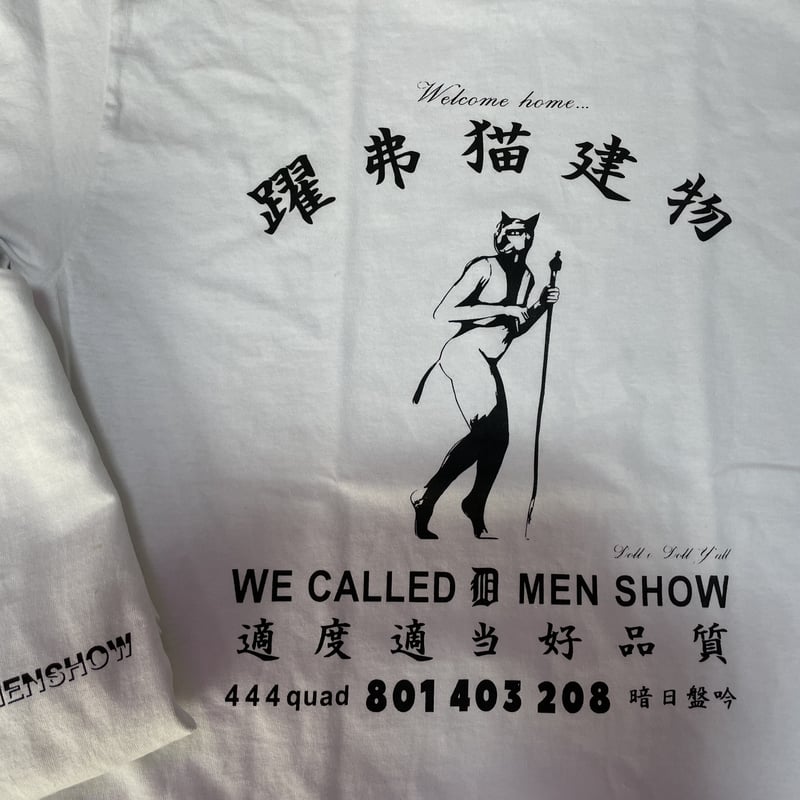 Welcome home...
躍弗猫建物
Doll o Doll Y'all
WE CALLED D MEN SHOW
適度適当好品質
444quad 801 403 208 暗日盤吟
MENSHOW